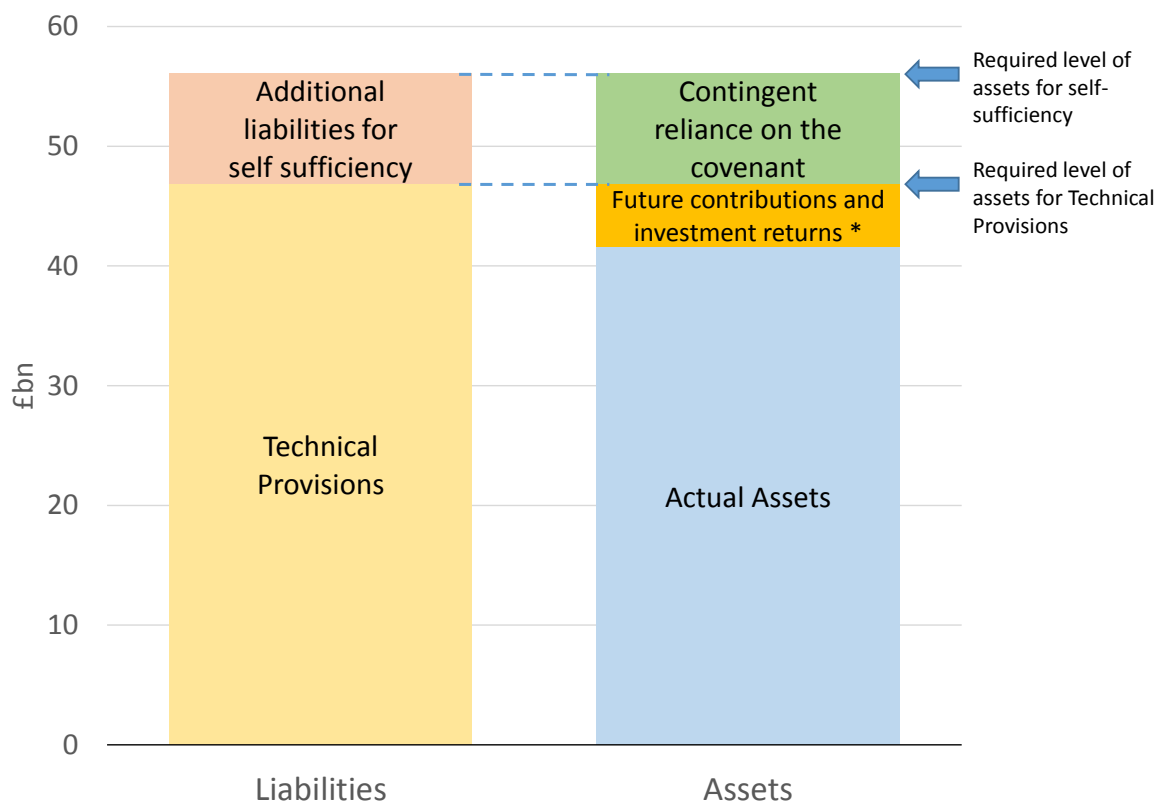 60
50
40
30
20
10
0
£bn
Additional
liabilities for
self sufficiency
Technical
Provisions
Contingent
reliance on the
covenant
Future contributions and
investment returns *
Actual Assets
Required level of
assets for self-
sufficiency
Required level of
assets for Technical
Provisions
Liabilities
Assets